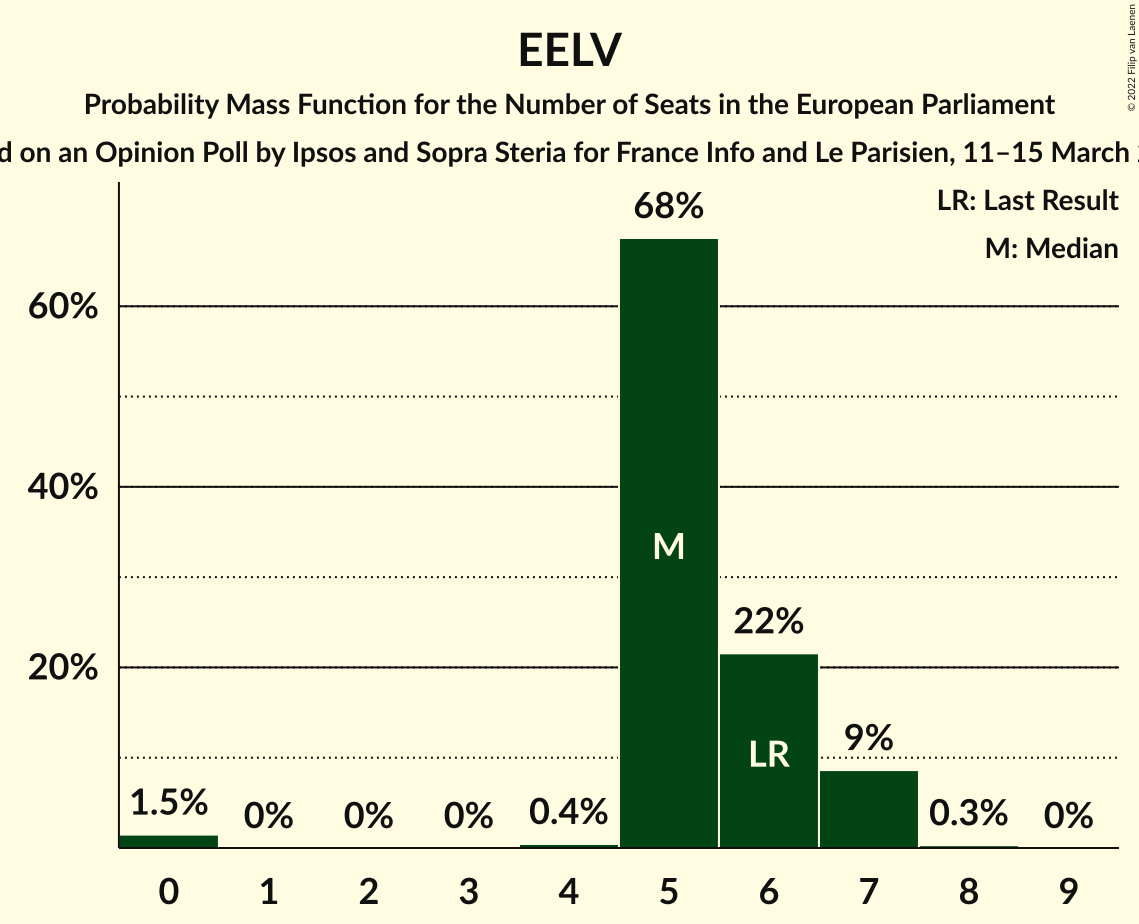 EELV
Probability Mass Function for the Number of Seats in the European Parliament
on an Opinion Poll by Ipsos and Sopra Steria for France Info and Le Parisien, 11–15 March
© 2022 Filip van Laenen
LR: Last Result
M: Median
60%
40%
20%
1.5%
0%
0%
0%
0.4%
68%
22%
9%
0.3%
0%
M
LR
0 1 2 3 4 5 6 7 8 9